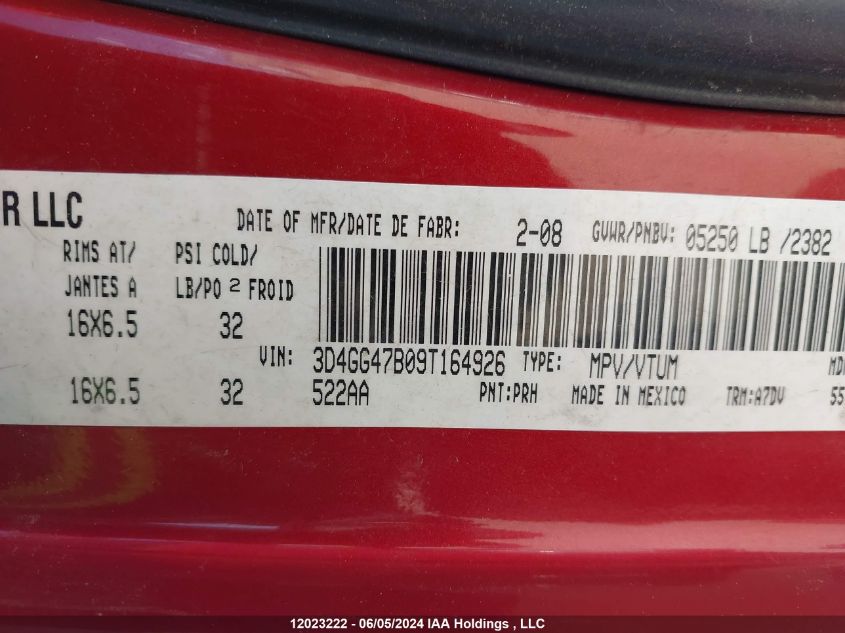 R LLC
DATE OF MFR/DATE DE FABR: 2-08 GVWR/PNBV: 05250 LB /2382
RIMS AT/ PSI COLD/
JANTES A LB/PO 2 FROID
16X6.5 32
VIN: 3D4GG47B09T164926 TYPE: MPV/VTUM
16X6.5 32 522AA PNT:PRH MADE IN MEXICO TRM:A7DV 55
12023222 - 06/05/2024 IAA Holdings , LLC